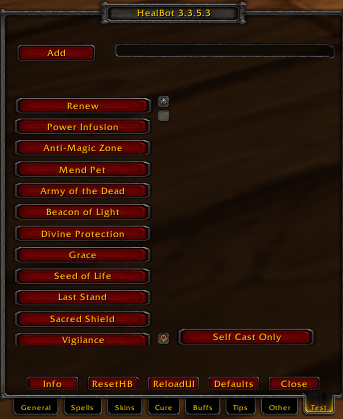 HealBot 3.3.5.3
Add
Renew
Power Infusion
Anti-Magic Zone
Mend Pet
Army of the Dead
Beacon of Light
Divine Protection
Grace
Seed of Life
Last Stand
Sacred Shield
Vigilance
Self Cast Only
Info ResetHB ReloadUI Defaults Close
General Spells Skins Cure Buffs Tips Other Test